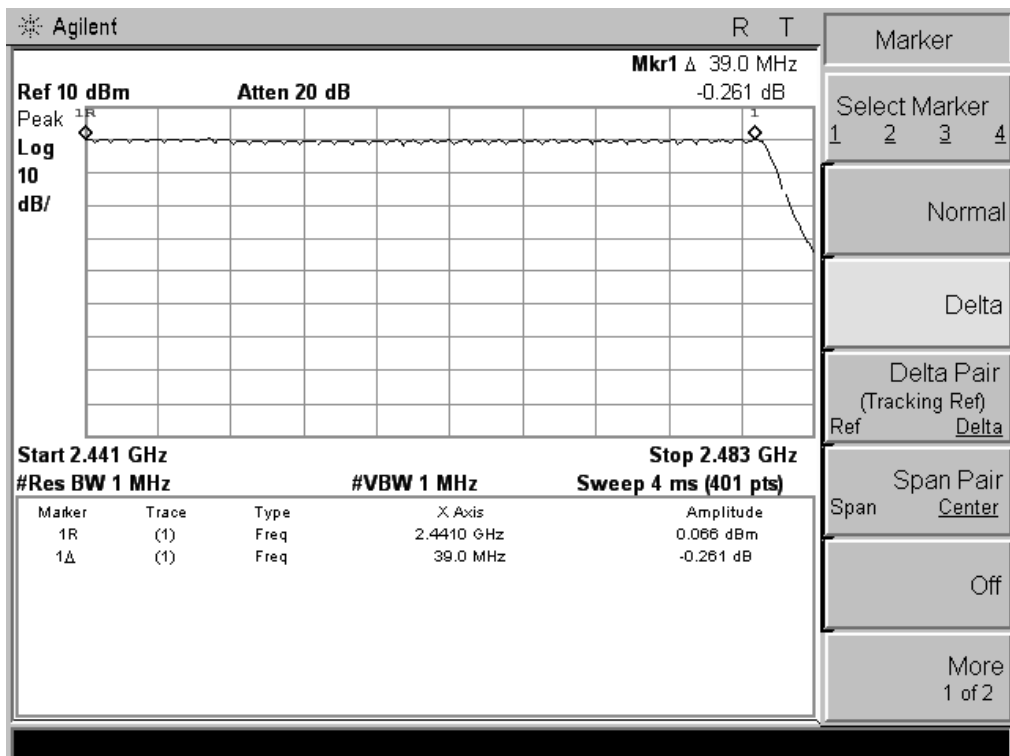 Agilent R T
Mkr1 Δ 39.0 MHz
Ref 10 dBm Atten 20 dB -0.261 dB
Peak
Log
10
dB/
1R
1
Start 2.441 GHz Stop 2.483 GHz
#Res BW 1 MHz #VBW 1 MHz Sweep 4 ms (401 pts)
Marker Trace Type X Axis Amplitude
1R (1) Freq 2.4410 GHz 0.066 dBm
1Δ (1) Freq 39.0 MHz -0.261 dB
Marker
Select Marker
1 2 3 4
Normal
Delta
Delta Pair
(Tracking Ref)
Ref Delta
Span Pair
Span Center
Off
More
1 of 2